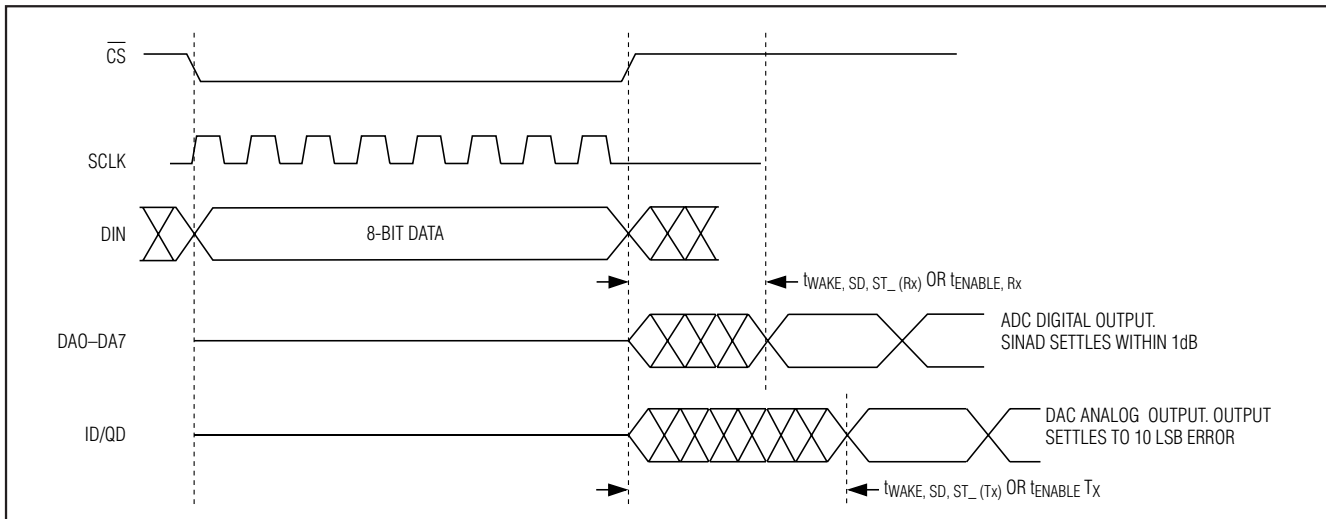 CS
SCLK
DIN
8-BIT DATA
tWAKE, SD, ST_ (Rx) OR tENABLE, Rx
DA0–DA7
ADC DIGITAL OUTPUT.
SINAD SETTLES WITHIN 1dB
ID/QD
DAC ANALOG OUTPUT. OUTPUT
SETTLES TO 10 LSB ERROR
tWAKE, SD, ST_ (Tx) OR tENABLE TX